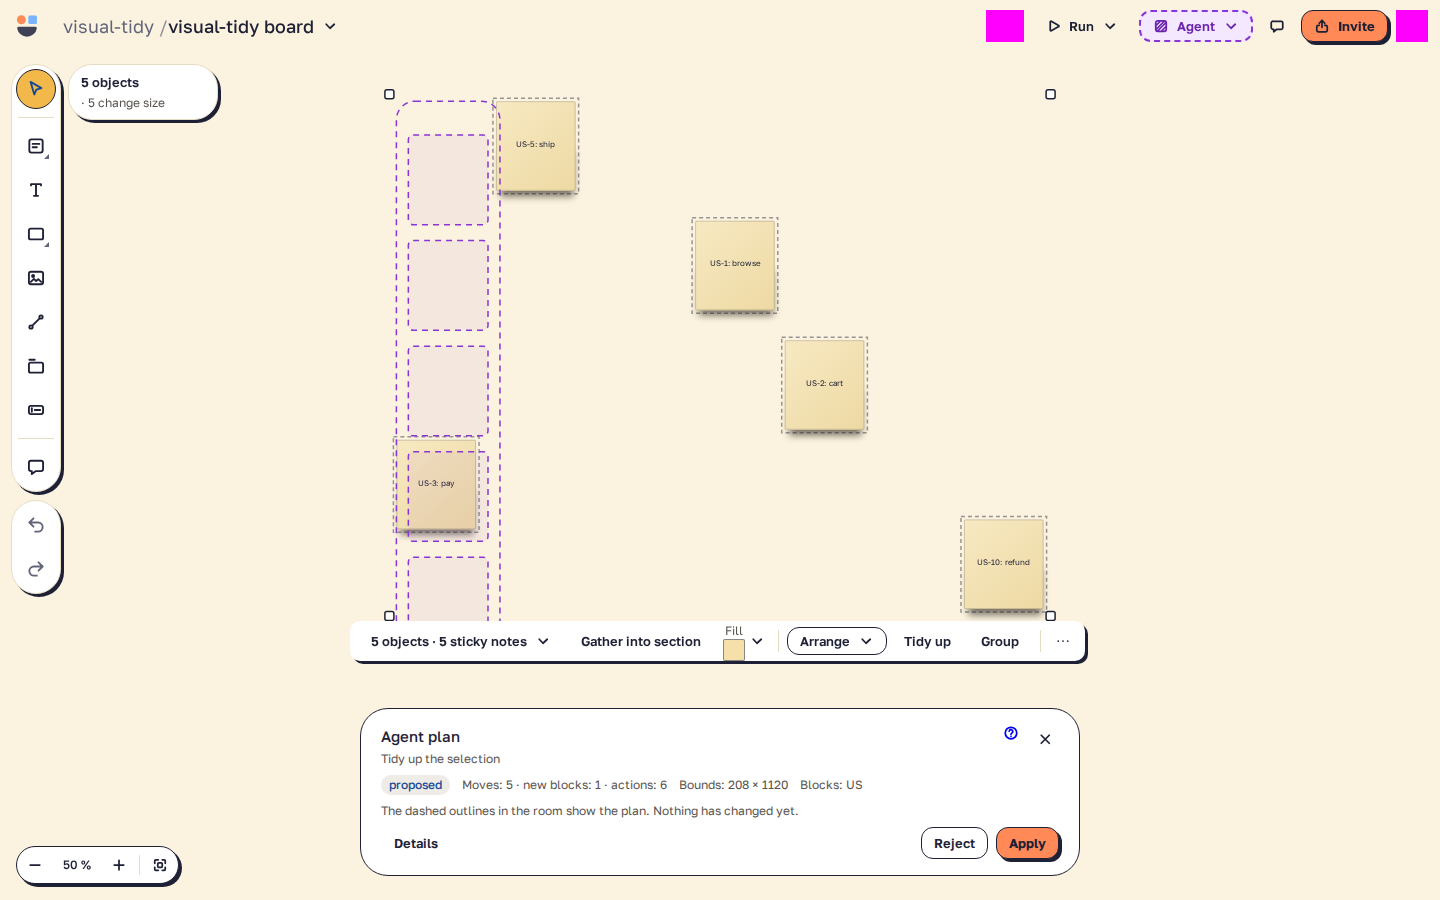 visual-tidy / visual-tidy board
Run
Agent
Invite
5 objects
· 5 change size
US-5: ship
US-1: browse
US-2: cart
US-3: pay
US-10: refund
5 objects · 5 sticky notes
Gather into section
Fill
Arrange
Tidy up
Group
Agent plan
Tidy up the selection
proposed
Moves: 5 · new blocks: 1 · actions: 6
Bounds: 208 × 1120
Blocks: US
The dashed outlines in the room show the plan. Nothing has changed yet.
Details
Reject
Apply
50 %